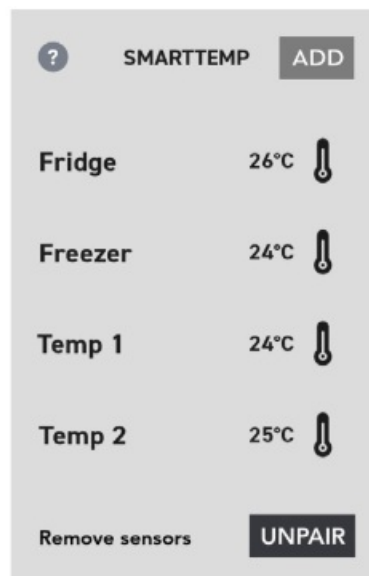 ? SMARTTEMP ADD
Fridge 26°C
Freezer 24°C
Temp 1 24°C
Temp 2 25°C
Remove sensors UNPAIR